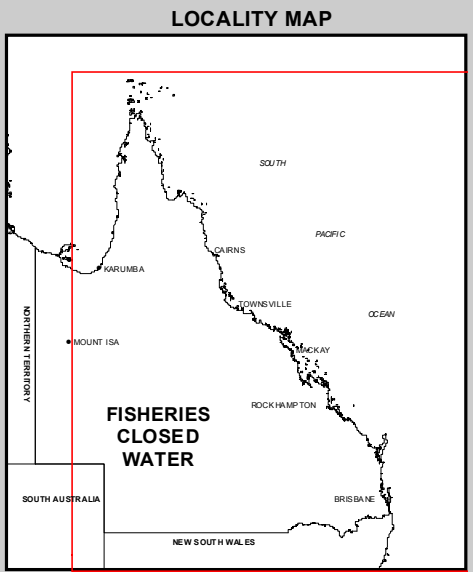 LOCALITY MAP
SOUTH
PACIFIC
CAIRNS
KARUMBA
TOWNSVILLE
OCEAN
NORTHERN TERRITORY
MOUNT ISA
MACKAY
ROCKHAMPTON
FISHERIES
CLOSED
WATER
SOUTH AUSTRALIA
BRISBANE
NEW SOUTH WALES